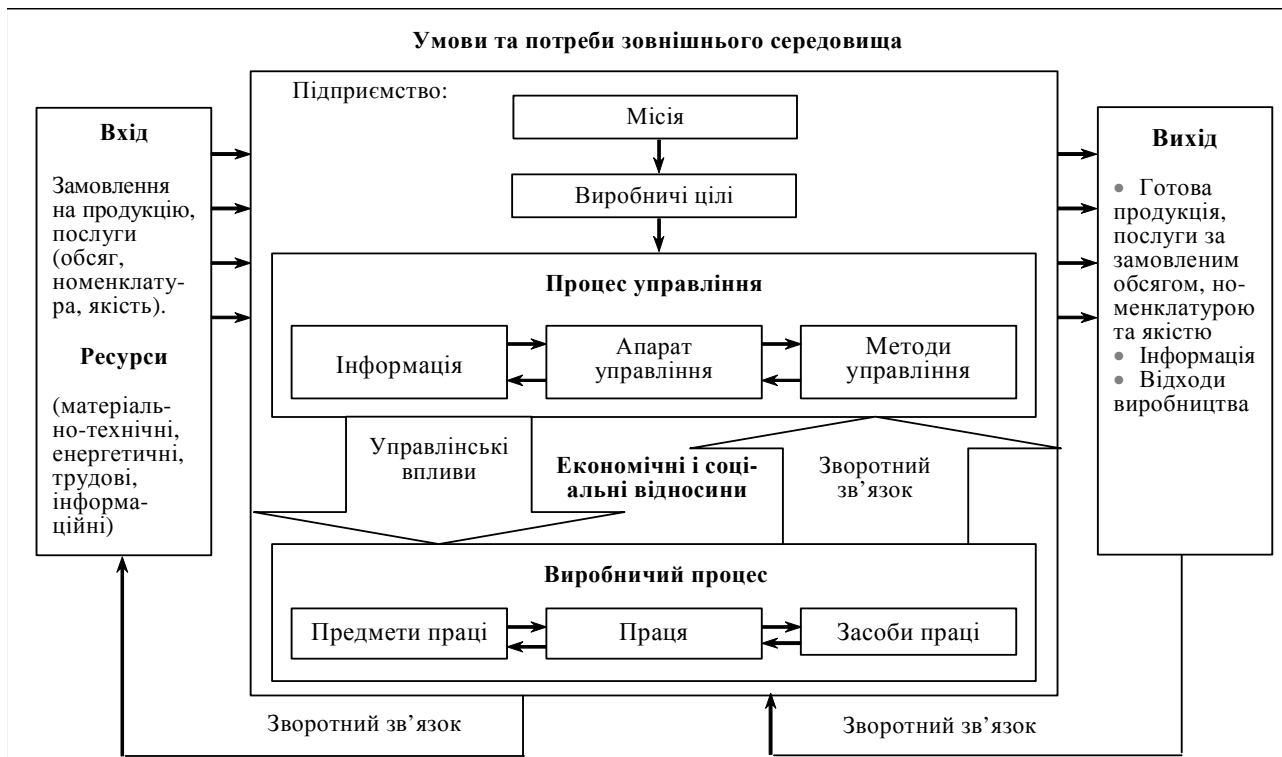 Умови та потреби зовнішнього середовища
Вхід
Замовлення
на продукцію,
послуги
(обсяг,
номенклату-
ра, якість).
Ресурси
(матеріаль-
но-технічні,
енергетичні,
трудові,
інформа-
ційні)
Підприємство:
Місія
Виробничі цілі
Процес управління
Інформація
Апарат
управління
Методи
управління
Управлінські
впливи
Економічні і соці-
альні відносини
Зворотний
зв’язок
Виробничий процес
Предмети праці
Праця
Засоби праці
Вихід
● Готова
продукція,
послуги за
замовленим
обсягом, но-
менклатурою
та якістю
● Інформація
● Відходи
виробництва
Зворотний зв’язок
Зворотний зв’язок